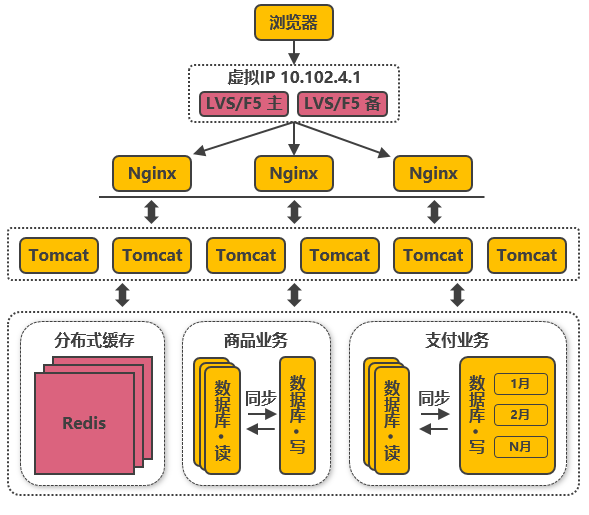 浏览器
虚拟IP 10.102.4.1
LVS/F5 主
LVS/F5 备
Nginx
Nginx
Nginx
Tomcat
Tomcat
Tomcat
Tomcat
Tomcat
Tomcat
分布式缓存
Redis
商品业务
数据库·读
同步
数据库·写
支付业务
数据库·读
同步
数据库·写
1月
2月
N月